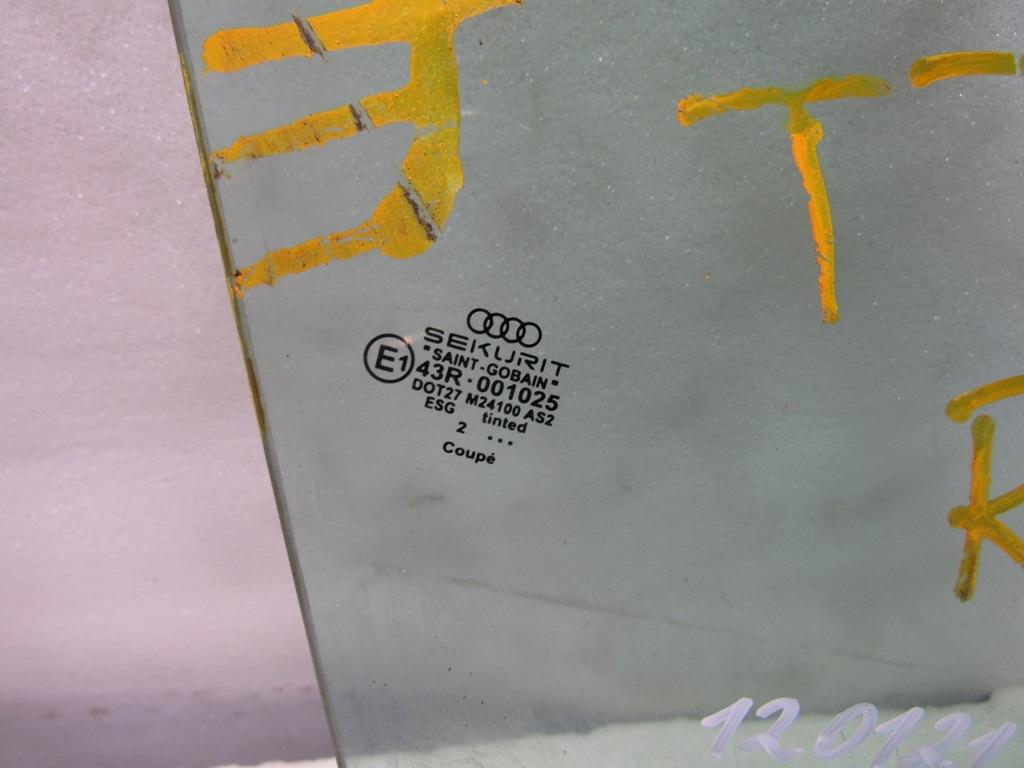 TT
R
SEKURIT
SAINT-GOBAIN
E1 43R-001025
DOT27 M24100 AS2
ESG tinted
2 ...
Coupé
120121